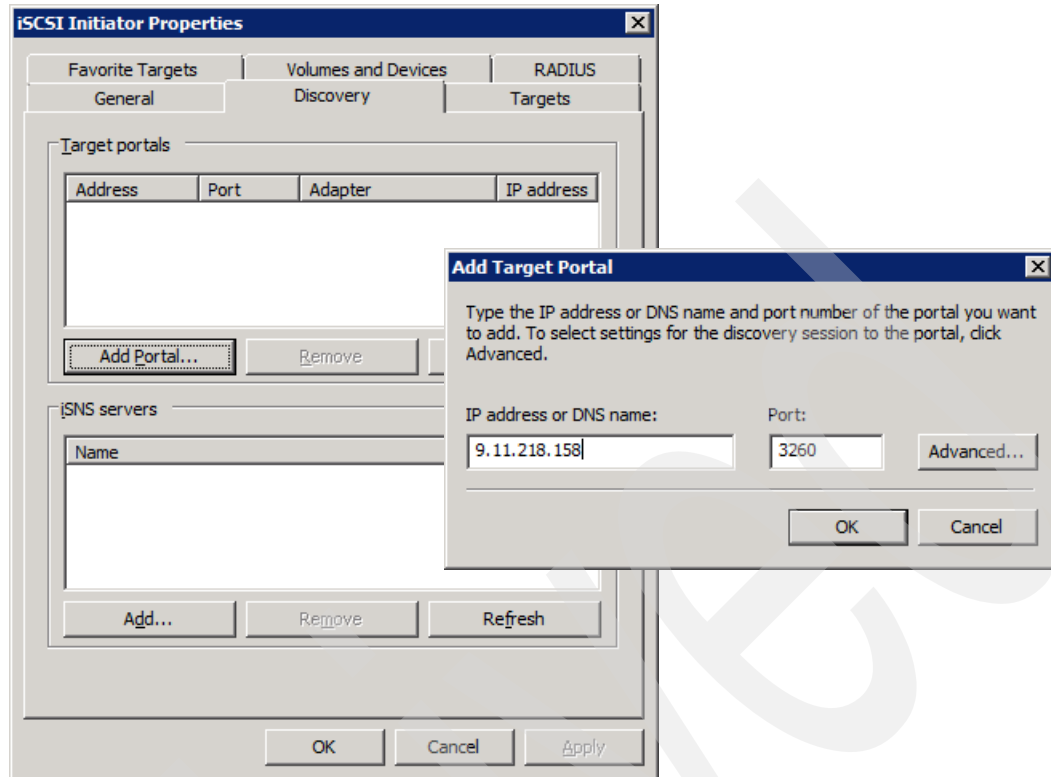 iSCSI Initiator Properties
Favorite Targets Volumes and Devices RADIUS
General Discovery Targets
Target portals
Address Port Adapter IP address
Add Portal... Remove
iSNS servers
Name
Add... Remove Refresh
OK Cancel Apply
Add Target Portal
Type the IP address or DNS name and port number of the portal you want
to add. To select settings for the discovery session to the portal, click
Advanced.
IP address or DNS name: Port:
9.11.218.158 3260 Advanced...
OK Cancel